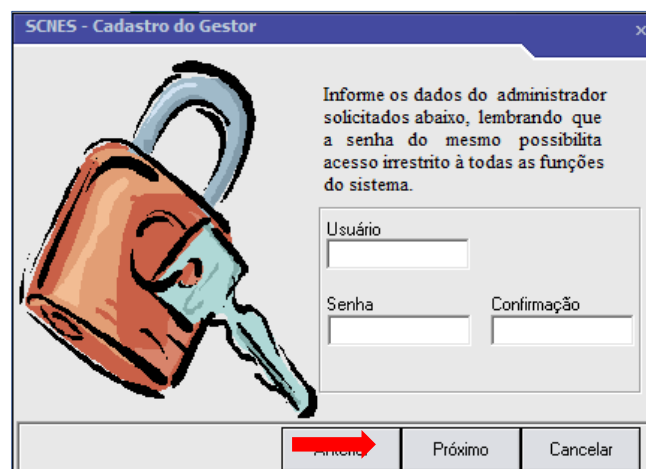 SCNES - Cadastro do Gestor
Informe os dados do administrador
solicitados abaixo, lembrando que
a senha do mesmo possibilita
acesso irrestrito à todas as funções
do sistema.
Usuário
Senha Confirmação
Próximo Cancelar